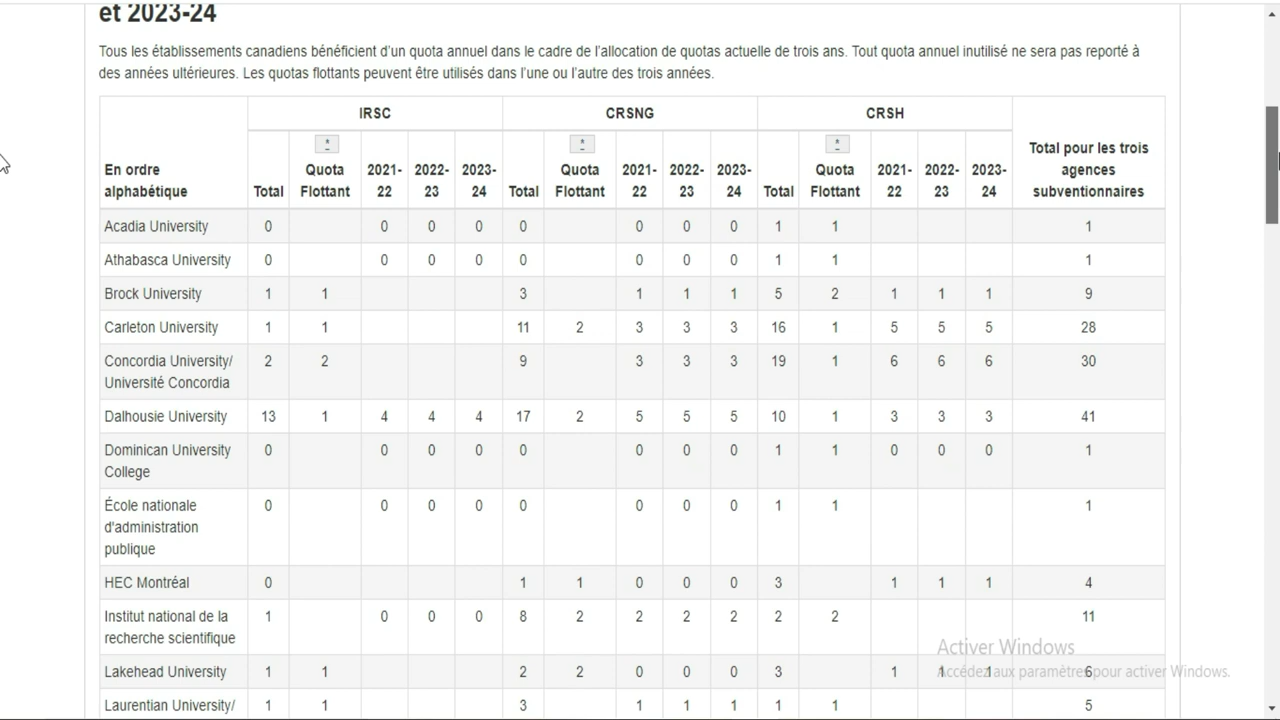 et 2023-24
Tous les établissements canadiens bénéficient d'un quota annuel dans le cadre de l'allocation de quotas actuelle de trois ans. Tout quota annuel inutilisé ne sera pas reporté à
des années ultérieures. Les quotas flottants peuvent être utilisés dans l'une ou l'autre des trois années.
IRSC CRSNG CRSH
En ordre alphabétique Total * Quota Flottant 2021-22 2022-23 2023-24 Total * Quota Flottant 2021-22 2022-23 2023-24 Total * Quota Flottant 2021-22 2022-23 2023-24 Total pour les trois agences subventionnaires
Acadia University 0 0 0 0 0 0 0 0 1 1 1
Athabasca University 0 0 0 0 0 0 0 0 1 1 1
Brock University 1 1 3 1 1 1 5 2 1 1 1 9
Carleton University 1 1 11 2 3 3 3 16 1 5 5 5 28
Concordia University/ 2 2 9 3 3 3 19 1 6 6 6 30
Université Concordia
Dalhousie University 13 1 4 4 4 17 2 5 5 5 10 1 3 3 3 41
Dominican University 0 0 0 0 0 0 0 0 1 1 0 0 0 1
College
École nationale 0 0 0 0 0 0 0 0 1 1 1
d'administration
publique
HEC Montréal 0 1 1 0 0 0 3 1 1 1 4
Institut national de la 1 0 0 0 8 2 2 2 2 2 2 11
recherche scientifique
Activer Windows
Lakehead University 1 1 2 2 0 0 0 3 1 1 1 6
Accédez aux paramètres pour activer Windows.
Laurentian University/ 1 1 3 1 1 1 1 1 5